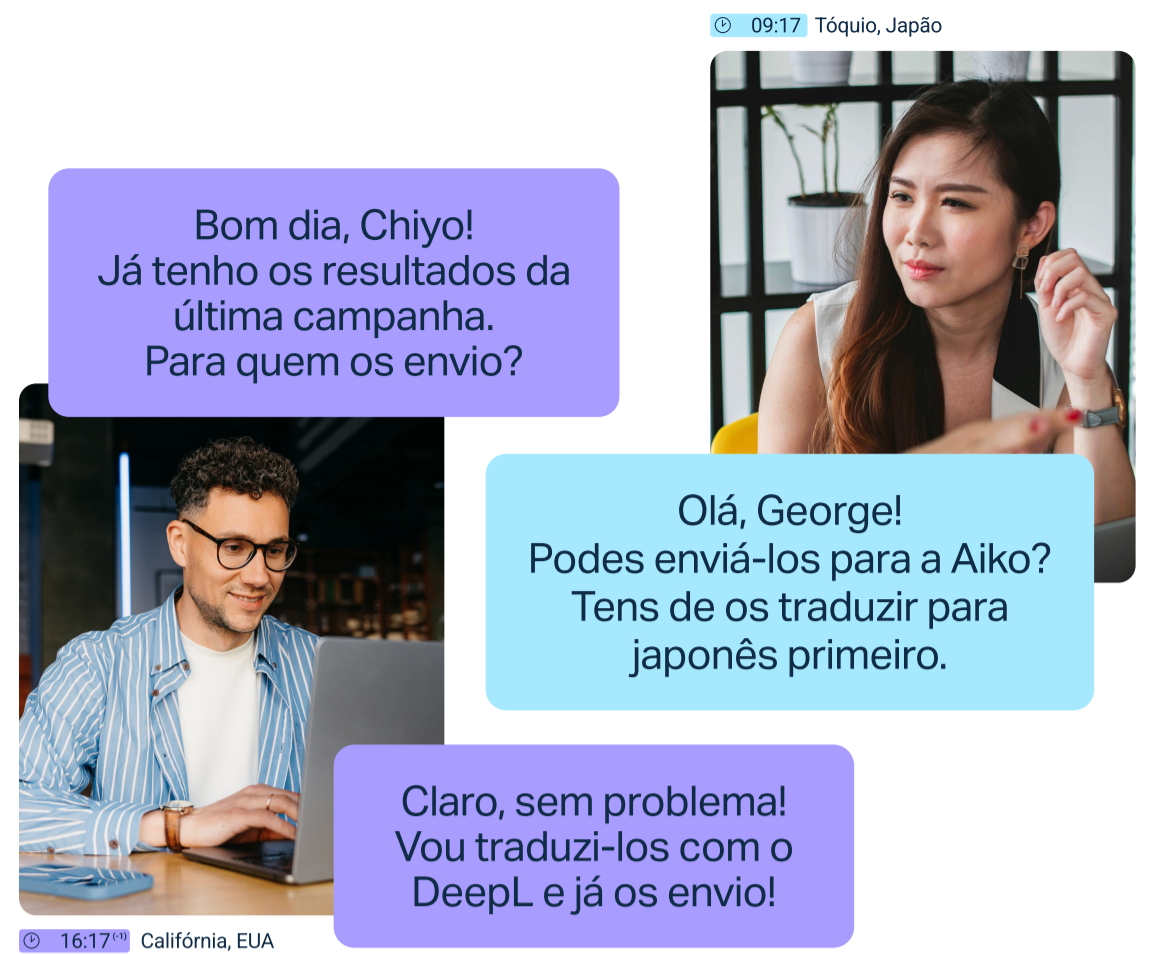 09:17 Tóquio, Japão
Bom dia, Chiyo!
Já tenho os resultados da
última campanha.
Para quem os envio?
Olá, George!
Podes enviá-los para a Aiko?
Tens de os traduzir para
japonês primeiro.
Claro, sem problema!
Vou traduzi-los com o
DeepL e já os envio!
16:17(-1) Califórnia, EUA